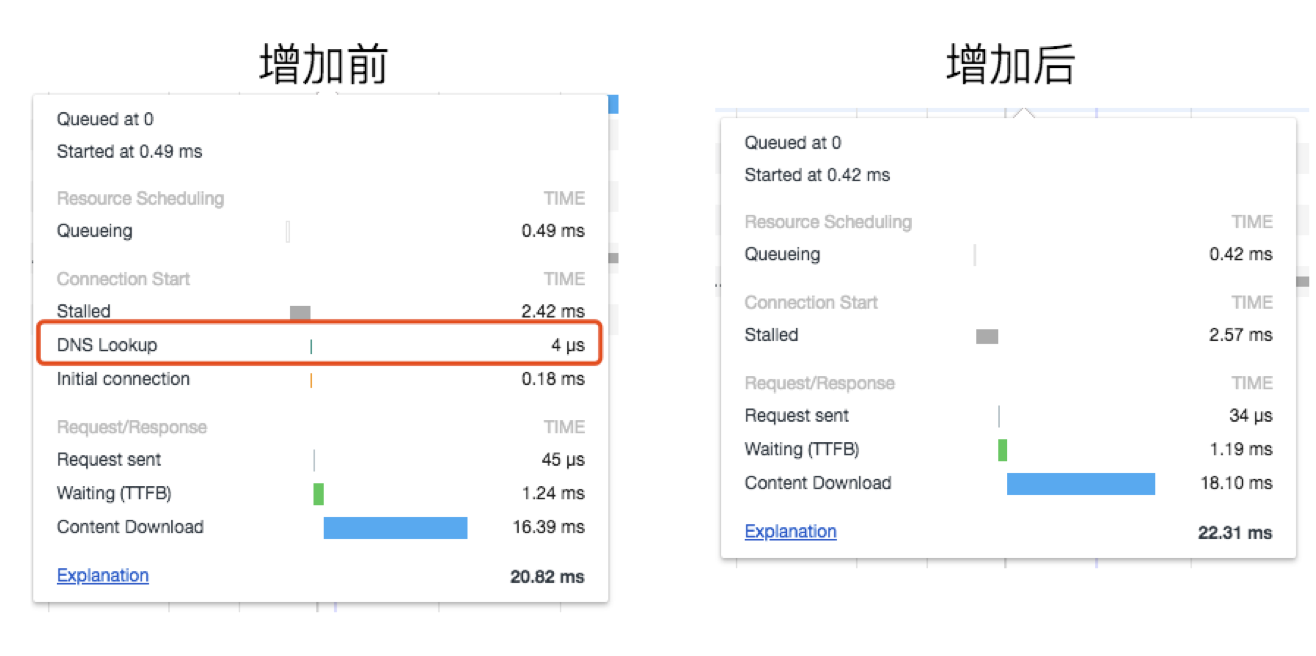 增加前
Queued at 0
Started at 0.49 ms
Resource Scheduling TIME
Queueing 0.49 ms
Connection Start TIME
Stalled 2.42 ms
DNS Lookup 4 μs
Initial connection 0.18 ms
Request/Response TIME
Request sent 45 μs
Waiting (TTFB) 1.24 ms
Content Download 16.39 ms
Explanation 20.82 ms
增加后
Queued at 0
Started at 0.42 ms
Resource Scheduling TIME
Queueing 0.42 ms
Connection Start TIME
Stalled 2.57 ms
Request/Response TIME
Request sent 34 μs
Waiting (TTFB) 1.19 ms
Content Download 18.10 ms
Explanation 22.31 ms